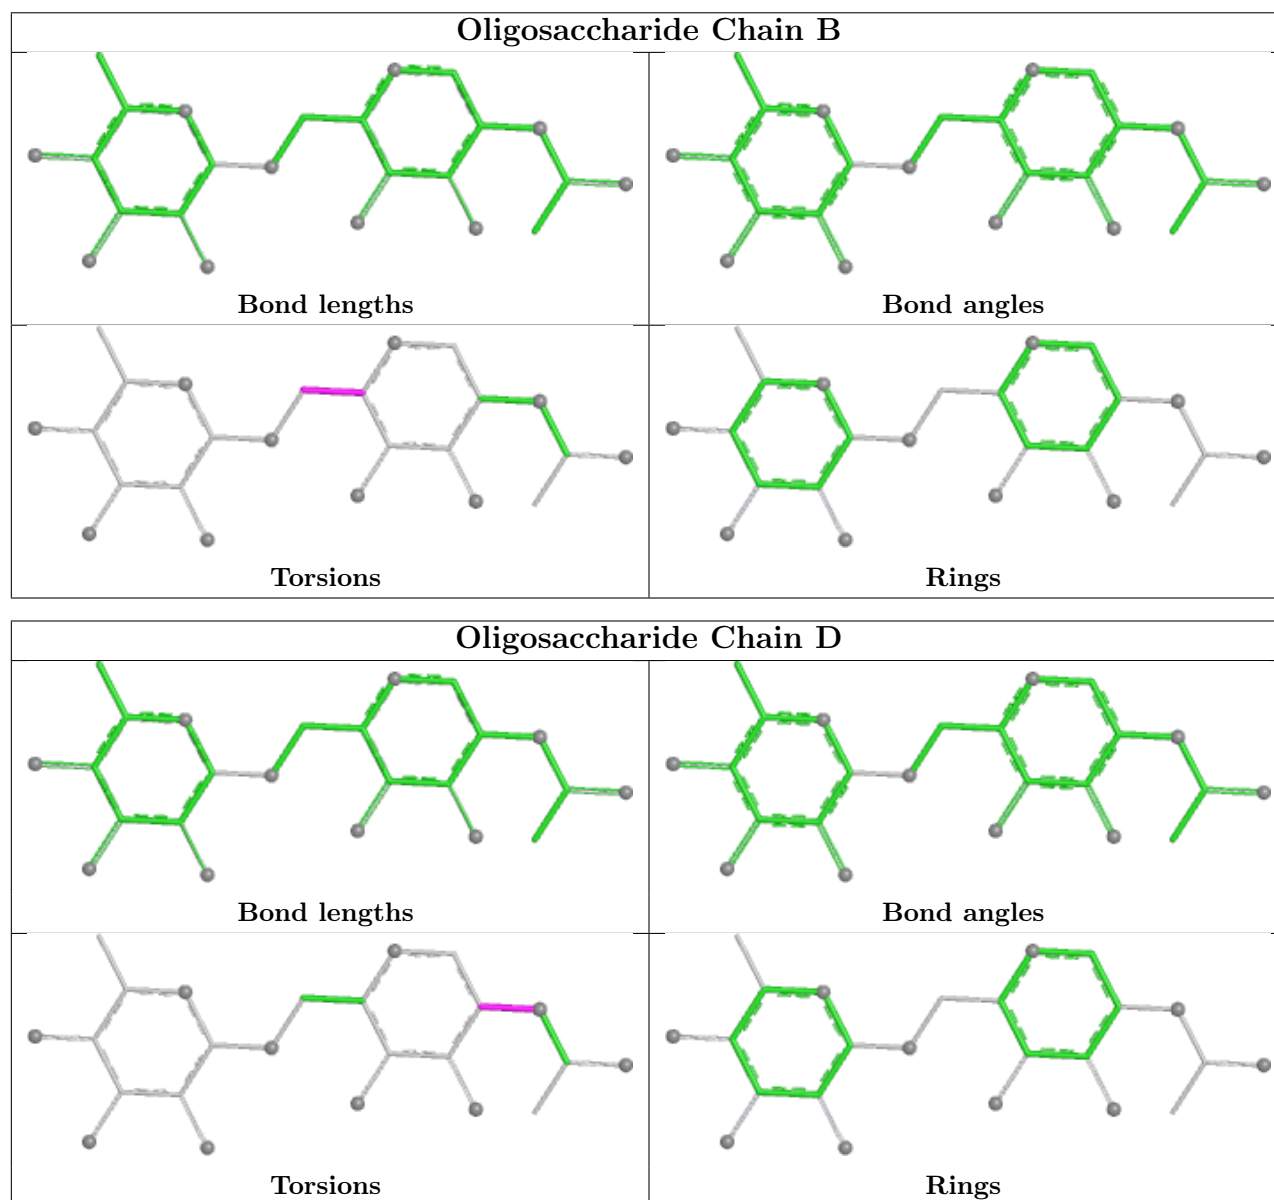 Oligosaccharide Chain B
Bond lengths
Bond angles
Torsions
Rings
Oligosaccharide Chain D
Bond lengths
Bond angles
Torsions
Rings